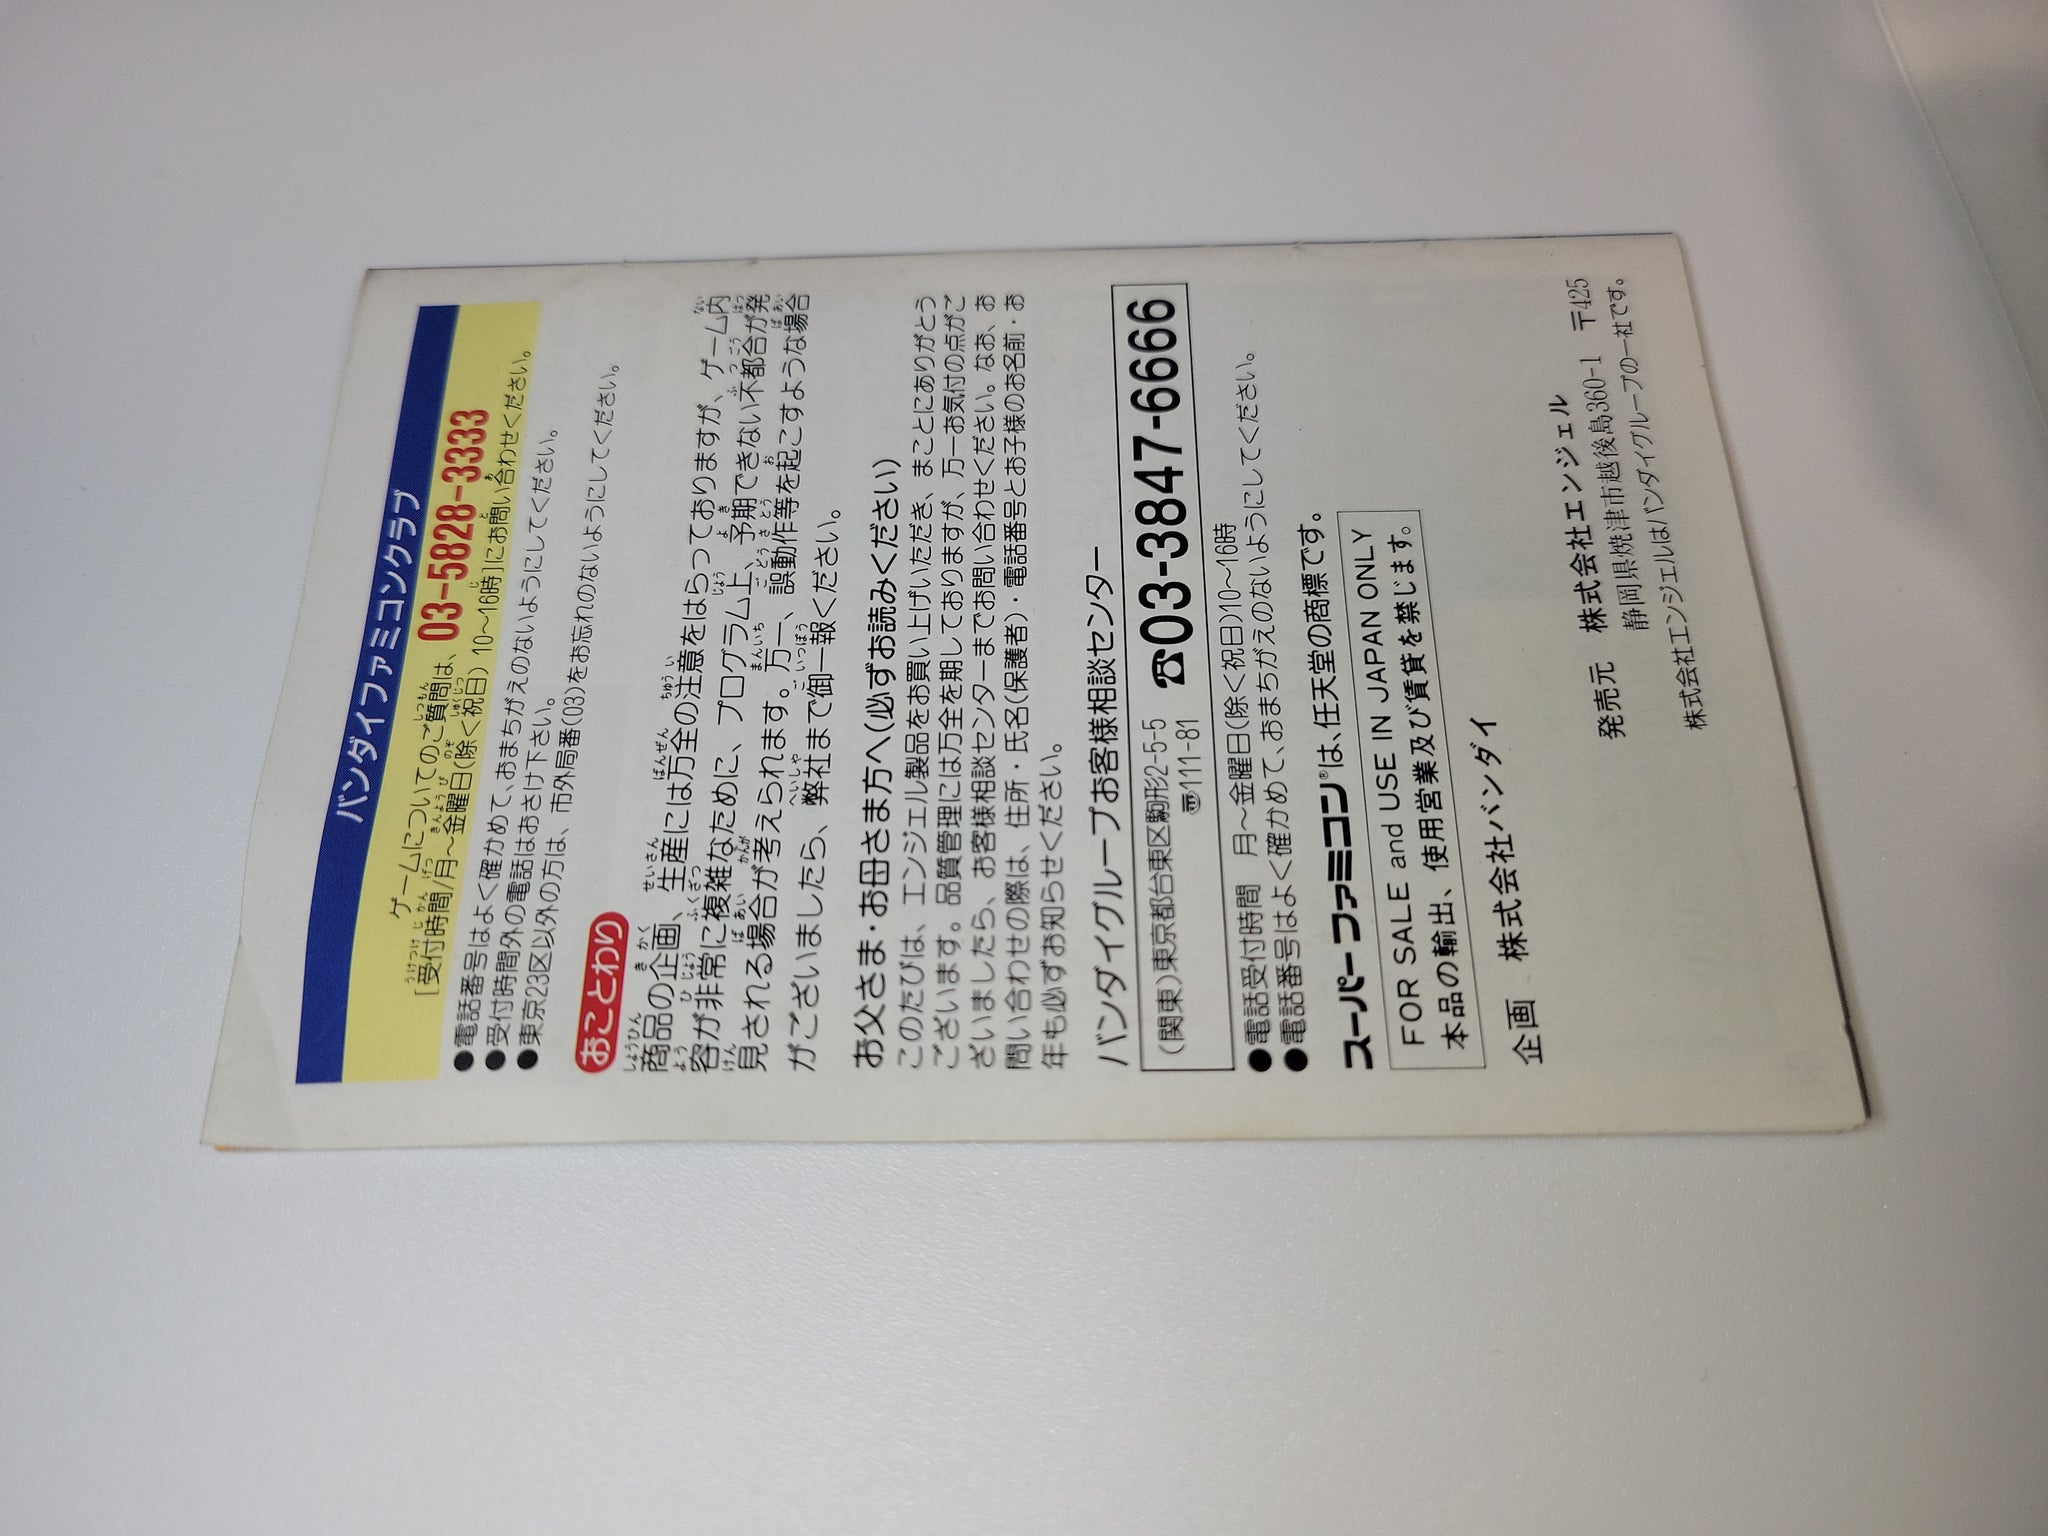 バンダイファミコンクラブ
ゲームについてのご質問は、03-5828-3333
[受付時間/月～金曜日(除く祝日) 10～16時]にお問い合わせください。
●電話番号はよく確かめて、おまちがえのないようにしてください。
●受付時間外の電話はおさけ下さい。
●東京23区以外の方は、市外局番(03)をお忘れのないようにしてください。
おことわり
商品の企画、生産には万全の注意をはらっておりますが、ゲーム内
容が非常に複雑なために、プログラム上、予期できない不都合が発
見される場合が考えられます。万一、誤動作等を起こすような場合
がございましたら、弊社まで御一報ください。
お父さま・お母さま方へ(必ずお読みください)
このたびは、エンジェル製品をお買い上げいただき、まことにありがとう
ございます。品質管理には万全を期しておりますが、万一お気付の点がご
ざいましたら、お客様相談センターまでお問い合わせください。なお、お
問い合わせの際は、住所・氏名(保護者)・電話番号とお子様のお名前・お
年も必ずお知らせください。
バンダイグループお客様相談センター
(関東)東京都台東区駒形2-5-5
〠111-81
☎03-3847-6666
●電話受付時間 月～金曜日(除く祝日)10～16時
●電話番号はよく確かめて、おまちがえのないようにしてください。
スーパーファミコン®は、任天堂の商標です。
FOR SALE and USE IN JAPAN ONLY
本品の輸出、使用営業及び賃貸を禁じます。
企画 株式会社バンダイ
発売元 株式会社エンジェル
静岡県焼津市越後島360-1 〒425
株式会社エンジェルはバンダイグループの一社です。